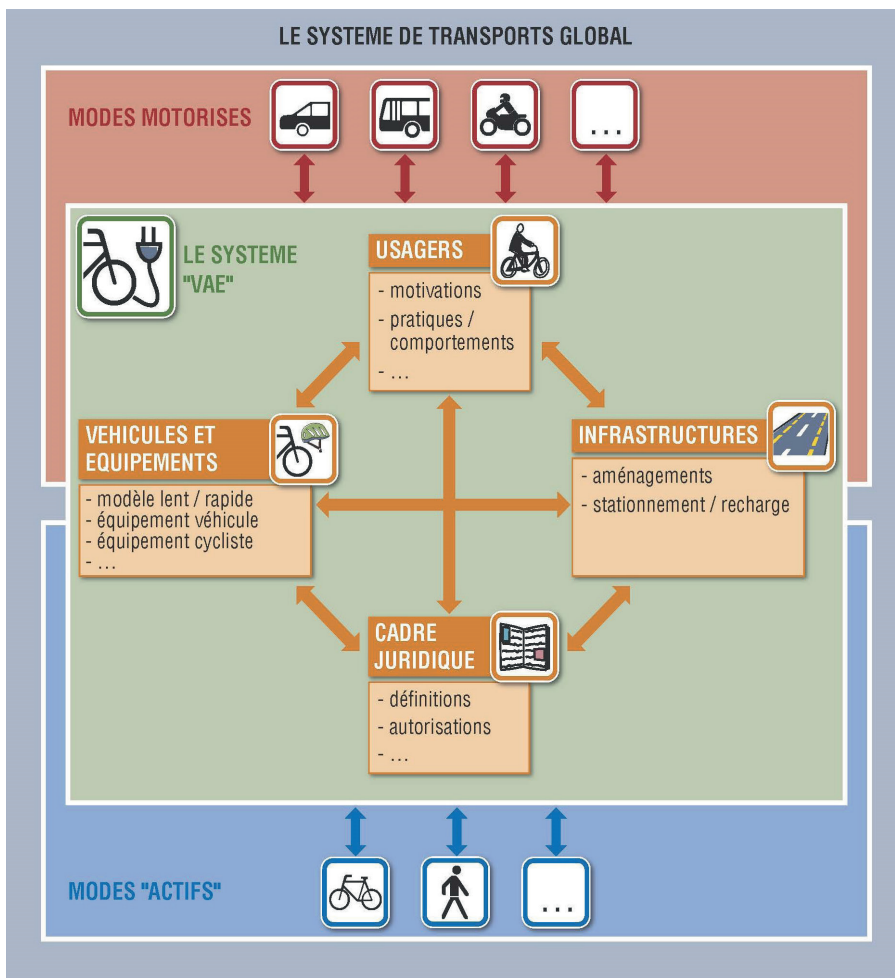 LE SYSTEME DE TRANSPORTS GLOBAL
MODES MOTORISES
...
LE SYSTEME
"VAE"
USAGERS
- motivations
- pratiques /
comportements
- ...
VEHICULES ET
EQUIPEMENTS
- modèle lent / rapide
- équipement véhicule
- équipement cycliste
- ...
INFRASTRUCTURES
- aménagements
- stationnement / recharge
CADRE
JURIDIQUE
- définitions
- autorisations
- ...
MODES "ACTIFS"
...